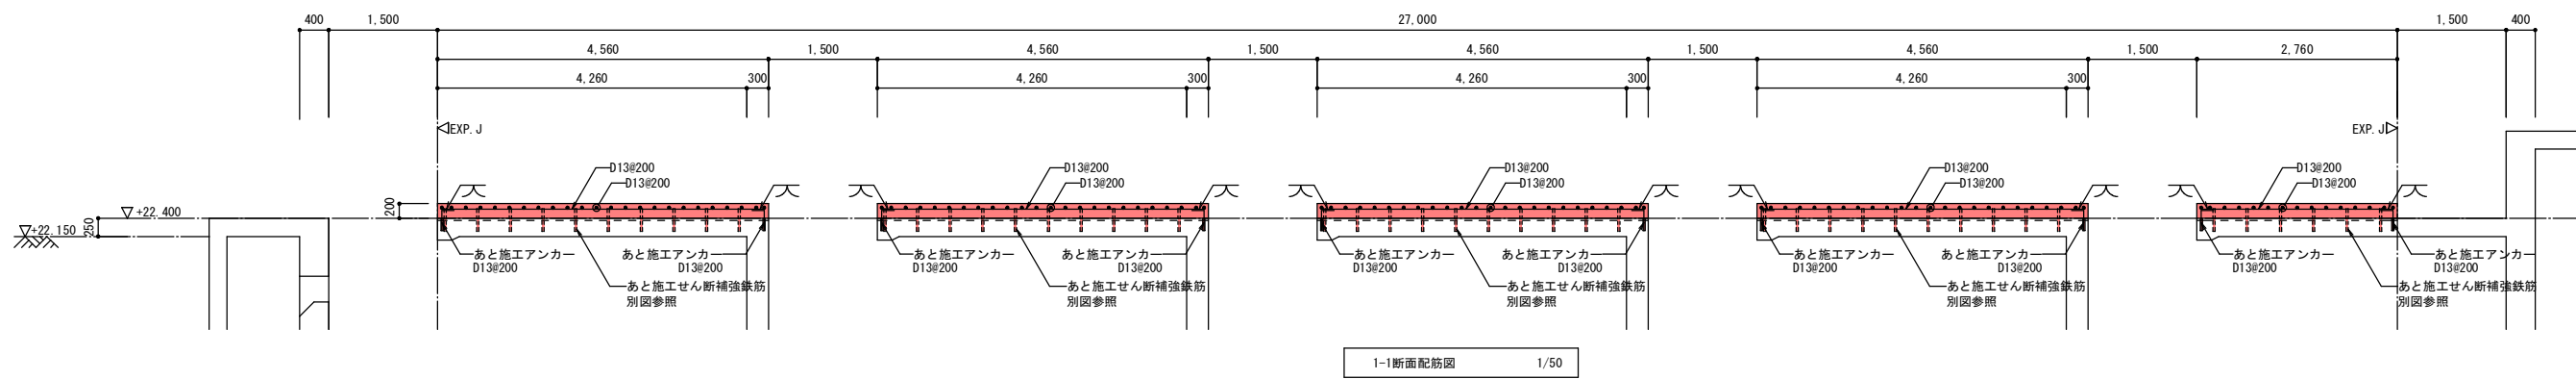 400 1,500 27,000 1,500 400
4,560 1,500 4,560 1,500 4,560 1,500 4,560 1,500 2,760
4,260 300 4,260 300 4,260 300 4,260 300
EXP.J EXP.J
D13@200 D13@200 D13@200 D13@200 D13@200
D13@200 D13@200 D13@200 D13@200 D13@200
200
+22.400
250
+22.150
あと施工アンカー あと施工アンカー あと施工アンカー あと施工アンカー あと施工アンカー あと施工アンカー あと施工アンカー あと施工アンカー あと施工アンカー あと施工アンカー
D13@200 D13@200 D13@200 D13@200 D13@200 D13@200 D13@200 D13@200 D13@200 D13@200
あと施工せん断補強鉄筋 あと施工せん断補強鉄筋 あと施工せん断補強鉄筋 あと施工せん断補強鉄筋 あと施工せん断補強鉄筋
別図参照 別図参照 別図参照 別図参照 別図参照
1-1断面配筋図 1/50